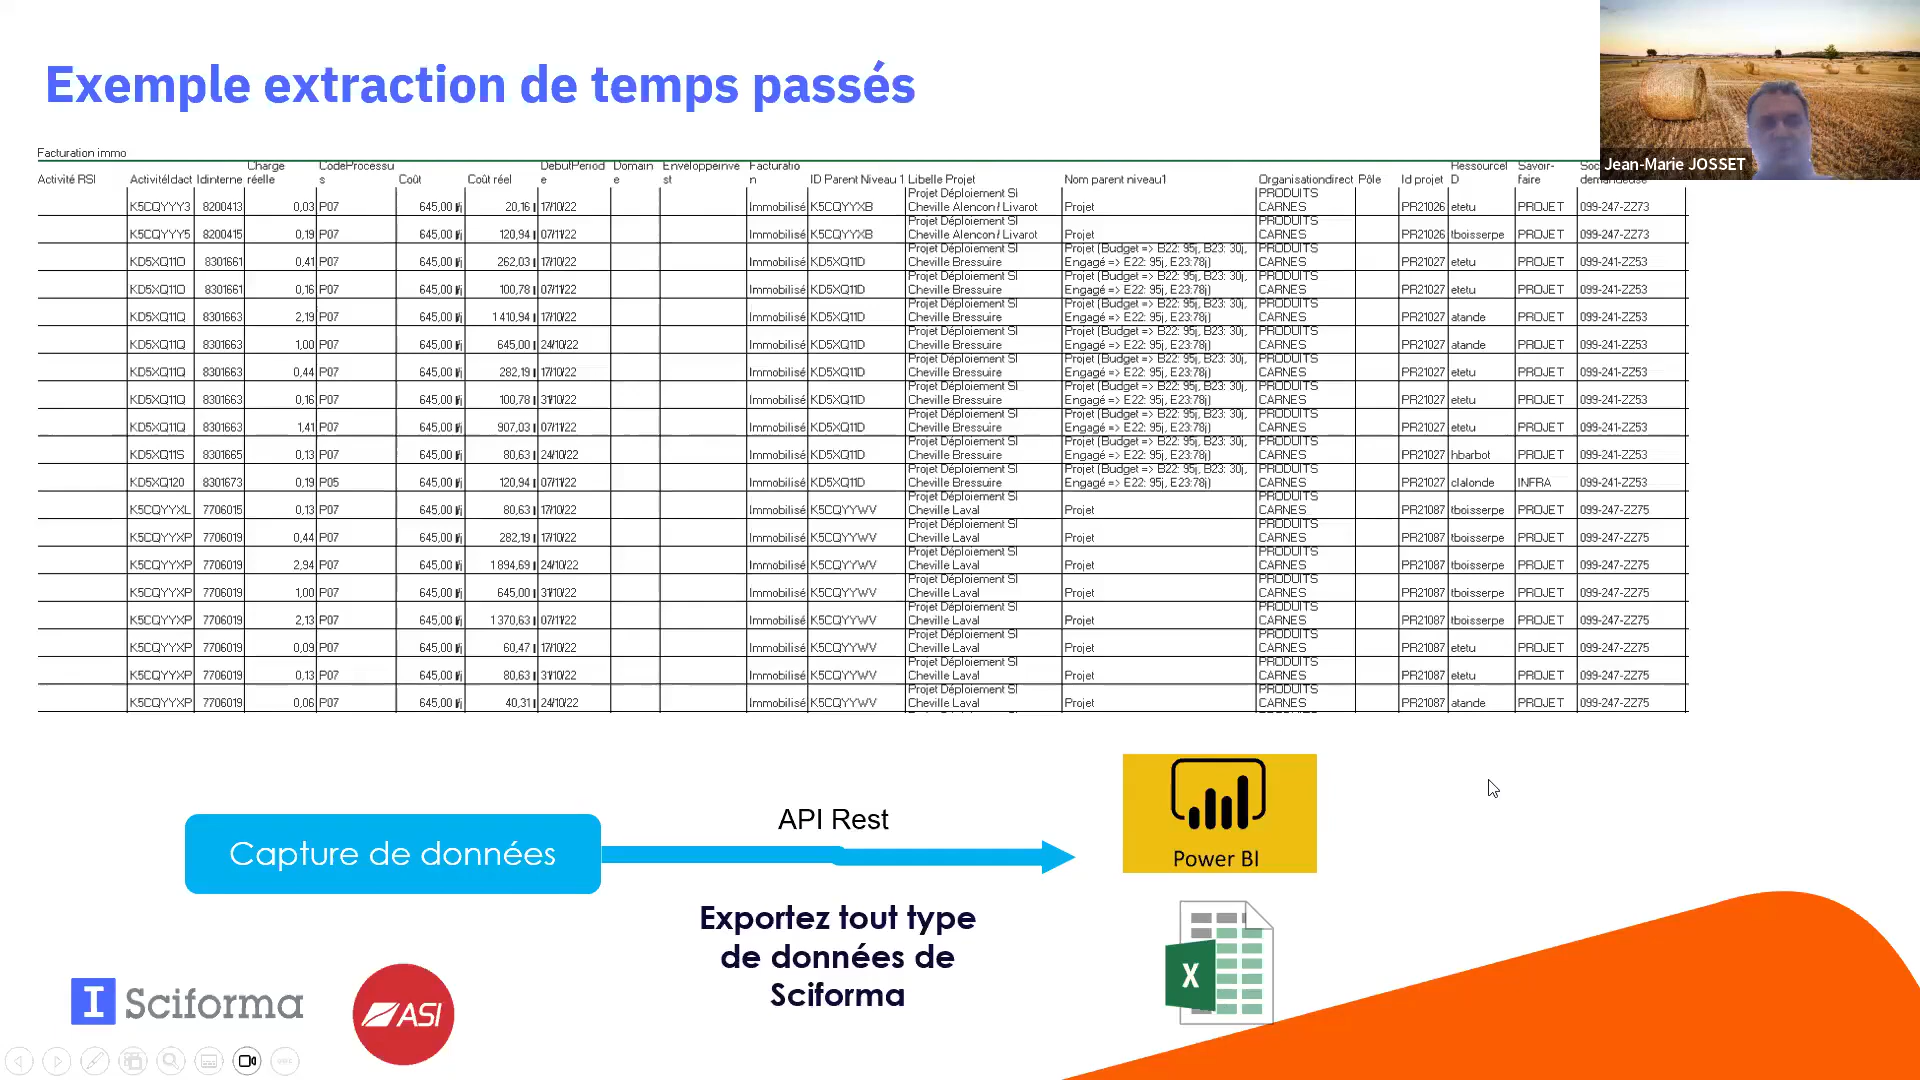 Exemple extraction de temps passés
Jean-Marie JOSSET
Facturation immo
Activité RSI ActivitéIdact Idinterne Charge réelle CodeProcessus Coût Coût réel DebutPeriode Domaine Enveloppeinvest Facturation ID Parent Niveau 1 Libelle Projet Nom parent niveau1 Organisationdirect Pôle Id projet RessourceID Savoir-faire
K5CQYYY3 8200413 0,03 P07 645,00 20,16 17/10/22 Immobilisé K5CQYYXB Projet Déploiement SI Cheville Alencon / Livarot Projet PRODUITS CARNES PR21026 etetu PROJET 099-247-ZZ73
K5CQYYY5 8200415 0,19 P07 645,00 120,94 07/11/22 Immobilisé K5CQYYXB Projet Déploiement SI Cheville Alencon / Livarot Projet PRODUITS CARNES PR21026 tboisserpe PROJET 099-247-ZZ73
KD5XQ11O 8301661 0,41 P07 645,00 262,03 17/10/22 Immobilisé KD5XQ11D Projet Déploiement SI Cheville Bressuire Projet (Budget => B22: 95j, B23: 30j, Engagé => E22: 95j, E23:78j) PRODUITS CARNES PR21027 etetu PROJET 099-241-ZZ53
KD5XQ11O 8301661 0,16 P07 645,00 100,78 07/11/22 Immobilisé KD5XQ11D Projet Déploiement SI Cheville Bressuire Projet (Budget => B22: 95j, B23: 30j, Engagé => E22: 95j, E23:78j) PRODUITS CARNES PR21027 etetu PROJET 099-241-ZZ53
KD5XQ11Q 8301663 2,19 P07 645,00 1 410,94 17/10/22 Immobilisé KD5XQ11D Projet Déploiement SI Cheville Bressuire Projet (Budget => B22: 95j, B23: 30j, Engagé => E22: 95j, E23:78j) PRODUITS CARNES PR21027 atande PROJET 099-241-ZZ53
KD5XQ11Q 8301663 1,00 P07 645,00 645,00 24/10/22 Immobilisé KD5XQ11D Projet Déploiement SI Cheville Bressuire Projet (Budget => B22: 95j, B23: 30j, Engagé => E22: 95j, E23:78j) PRODUITS CARNES PR21027 atande PROJET 099-241-ZZ53
KD5XQ11Q 8301663 0,44 P07 645,00 282,19 17/10/22 Immobilisé KD5XQ11D Projet Déploiement SI Cheville Bressuire Projet (Budget => B22: 95j, B23: 30j, Engagé => E22: 95j, E23:78j) PRODUITS CARNES PR21027 etetu PROJET 099-241-ZZ53
KD5XQ11Q 8301663 0,16 P07 645,00 100,78 31/10/22 Immobilisé KD5XQ11D Projet Déploiement SI Cheville Bressuire Projet (Budget => B22: 95j, B23: 30j, Engagé => E22: 95j, E23:78j) PRODUITS CARNES PR21027 etetu PROJET 099-241-ZZ53
KD5XQ11Q 8301663 1,41 P07 645,00 907,03 07/11/22 Immobilisé KD5XQ11D Projet Déploiement SI Cheville Bressuire Projet (Budget => B22: 95j, B23: 30j, Engagé => E22: 95j, E23:78j) PRODUITS CARNES PR21027 etetu PROJET 099-241-ZZ53
KD5XQ11S 8301665 0,13 P07 645,00 80,63 24/10/22 Immobilisé KD5XQ11D Projet Déploiement SI Cheville Bressuire Projet (Budget => B22: 95j, B23: 30j, Engagé => E22: 95j, E23:78j) PRODUITS CARNES PR21027 hbarbot PROJET 099-241-ZZ53
KD5XQ120 8301673 0,19 P05 645,00 120,94 07/11/22 Immobilisé KD5XQ11D Projet Déploiement SI Cheville Bressuire Projet (Budget => B22: 95j, B23: 30j, Engagé => E22: 95j, E23:78j) PRODUITS CARNES PR21027 clalonde INFRA 099-241-ZZ53
K5CQYYXL 7706015 0,13 P07 645,00 80,63 17/10/22 Immobilisé K5CQYYWV Projet Déploiement SI Cheville Laval Projet PRODUITS CARNES PR21087 tboisserpe PROJET 099-247-ZZ75
K5CQYYXP 7706019 0,44 P07 645,00 282,19 17/10/22 Immobilisé K5CQYYWV Projet Déploiement SI Cheville Laval Projet PRODUITS CARNES PR21087 tboisserpe PROJET 099-247-ZZ75
K5CQYYXP 7706019 2,94 P07 645,00 1 894,69 24/10/22 Immobilisé K5CQYYWV Projet Déploiement SI Cheville Laval Projet PRODUITS CARNES PR21087 tboisserpe PROJET 099-247-ZZ75
K5CQYYXP 7706019 1,00 P07 645,00 645,00 31/10/22 Immobilisé K5CQYYWV Projet Déploiement SI Cheville Laval Projet PRODUITS CARNES PR21087 tboisserpe PROJET 099-247-ZZ75
K5CQYYXP 7706019 2,13 P07 645,00 1 370,63 07/11/22 Immobilisé K5CQYYWV Projet Déploiement SI Cheville Laval Projet PRODUITS CARNES PR21087 tboisserpe PROJET 099-247-ZZ75
K5CQYYXP 7706019 0,09 P07 645,00 60,47 17/10/22 Immobilisé K5CQYYWV Projet Déploiement SI Cheville Laval Projet PRODUITS CARNES PR21087 etetu PROJET 099-247-ZZ75
K5CQYYXP 7706019 0,13 P07 645,00 80,63 31/10/22 Immobilisé K5CQYYWV Projet Déploiement SI Cheville Laval Projet PRODUITS CARNES PR21087 etetu PROJET 099-247-ZZ75
K5CQYYXP 7706019 0,06 P07 645,00 40,31 24/10/22 Immobilisé K5CQYYWV Projet Déploiement SI Cheville Laval Projet PRODUITS CARNES PR21087 atande PROJET 099-247-ZZ75
Capture de données
API Rest
Power BI
Exportez tout type
de données de
Sciforma
X
I Sciforma
ASI